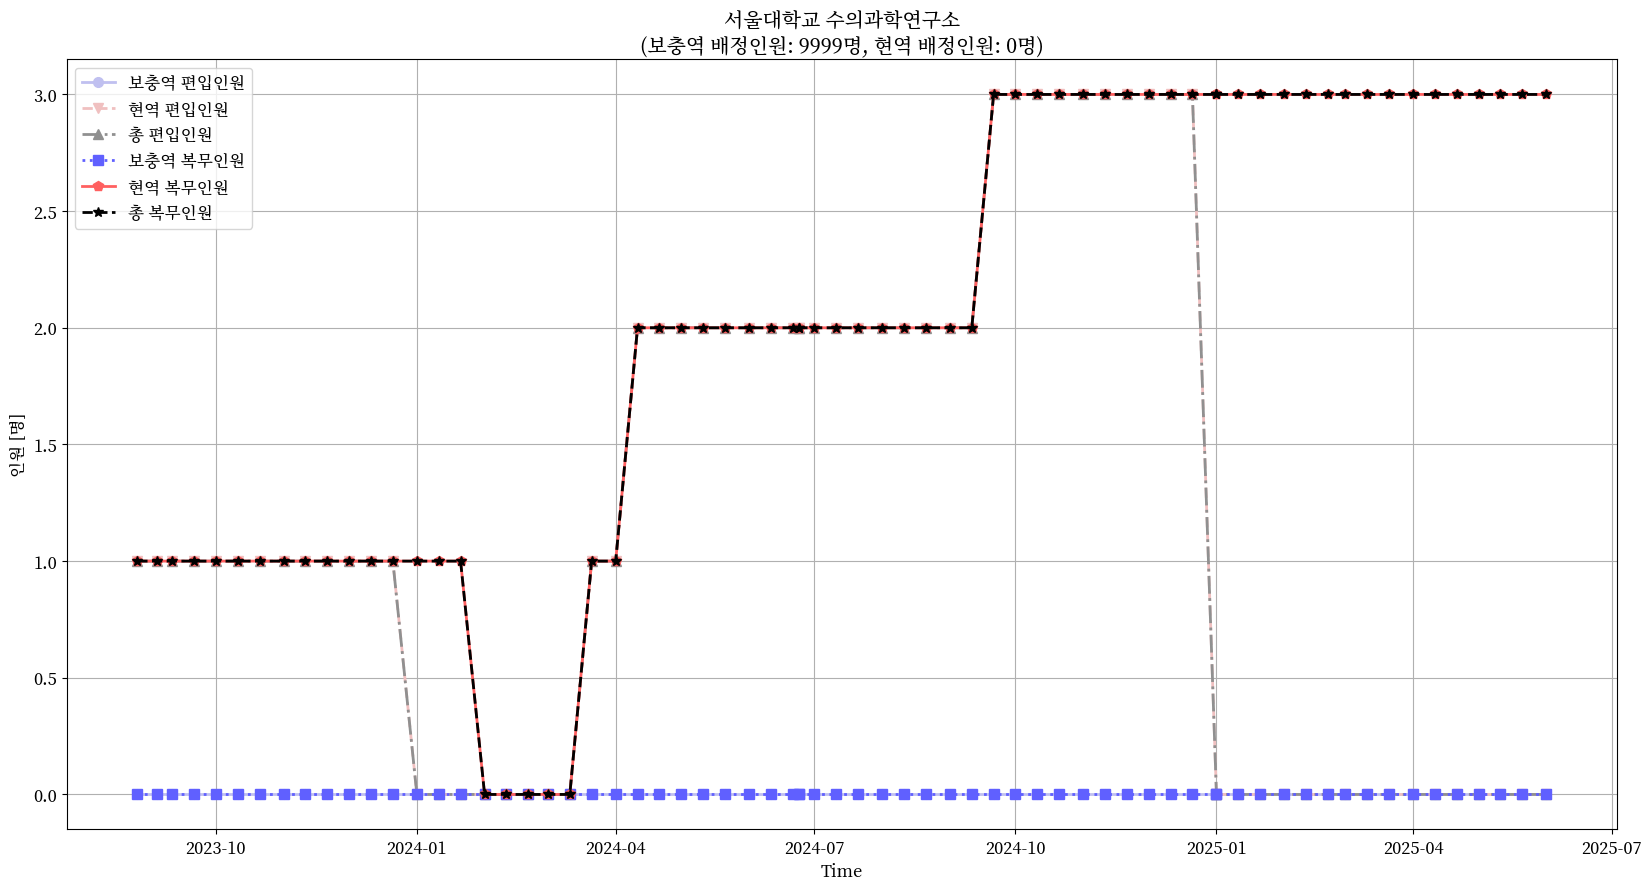 서울대학교 수의과학연구소
(보충역 배정인원: 9999명, 현역 배정인원: 0명)
보충역 편입인원
현역 편입인원
총 편입인원
보충역 복무인원
현역 복무인원
총 복무인원
인원 [명]
3.0
2.5
2.0
1.5
1.0
0.5
0.0
2023-10
2024-01
2024-04
2024-07
2024-10
2025-01
2025-04
2025-07
Time